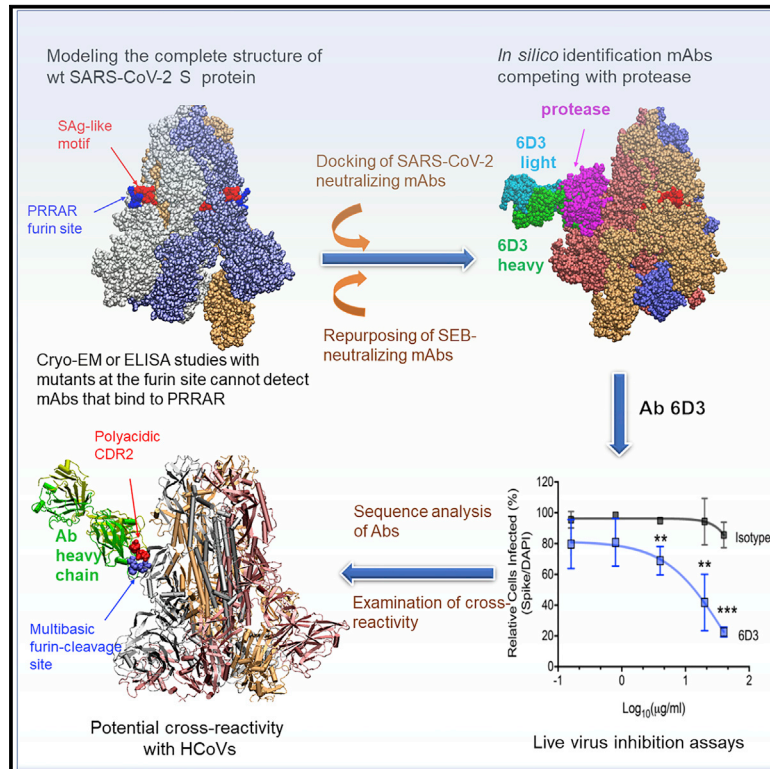 Modeling the complete structure of
wt SARS-CoV-2 S protein
SAg-like
motif
PRRAR
furin site
Cryo-EM or ELISA studies with
mutants at the furin site cannot detect
mAbs that bind to PRRAR
Docking of SARS-CoV-2
neutralizing mAbs
Repurposing of SEB-
neutralizing mAbs
In silico identification mAbs
competing with protease
protease
6D3
light
6D3
heavy
Ab 6D3
120
100
80
60
40
20
0
-1
0
1
2
Relative Cells Infected (%)
(Spike/DAPI)
Log10(µg/ml)
Isotype
**
**
***
6D3
Live virus inhibition assays
Sequence analysis
of Abs
Examination of cross-
reactivity
Polyacidic
CDR2
Ab
heavy
chain
Multibasic
furin-cleavage
site
Potential cross-reactivity
with HCoVs